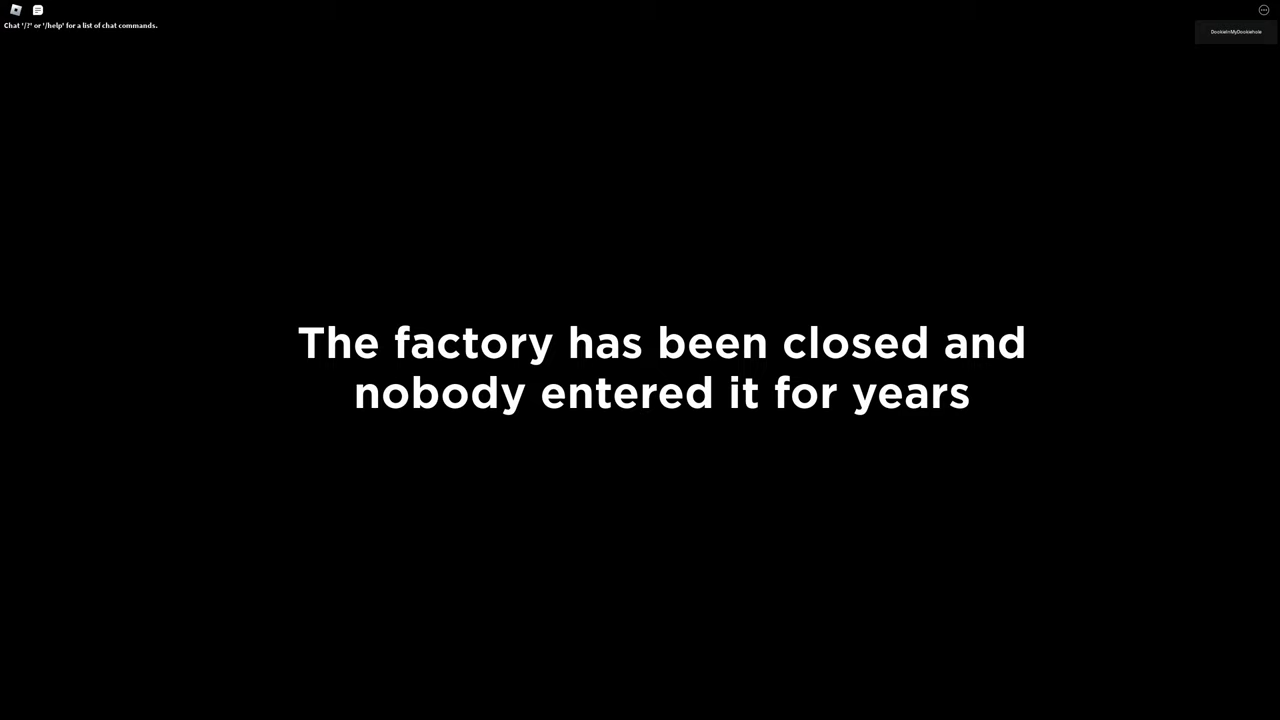 Chat '/?' or '/help' for a list of chat commands.
DookieInMyDookiehole
The factory has been closed and
nobody entered it for years